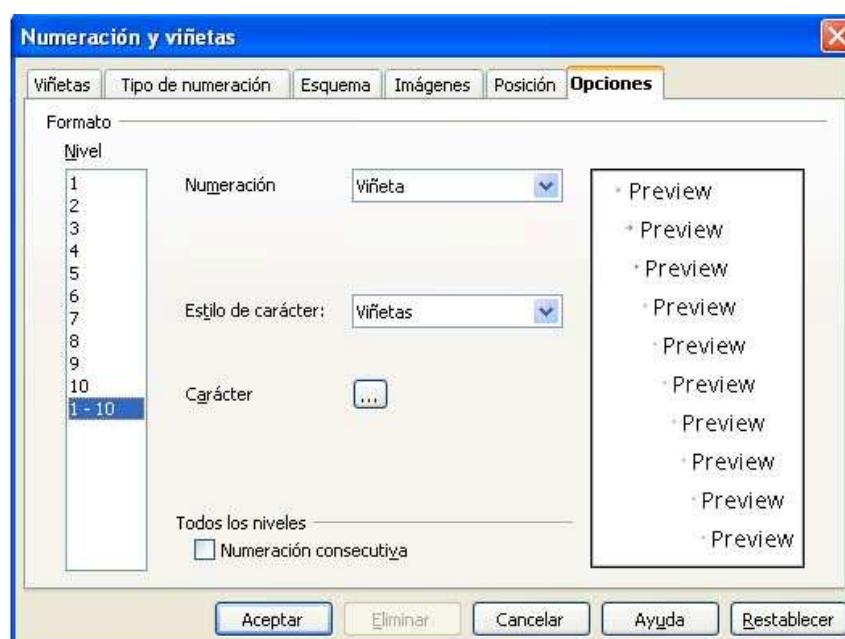 Numeración y viñetas
Viñetas Tipo de numeración Esquema Imágenes Posición Opciones
Formato
Nivel
1
2
3
4
5
6
7
8
9
10
1 - 10
Numeración Viñeta
Estilo de carácter: Viñetas
Carácter ...
Todos los niveles
Numeración consecutiva
Preview
Preview
Preview
Preview
Preview
Preview
Preview
Preview
Preview
Preview
Aceptar Eliminar Cancelar Ayuda Restablecer